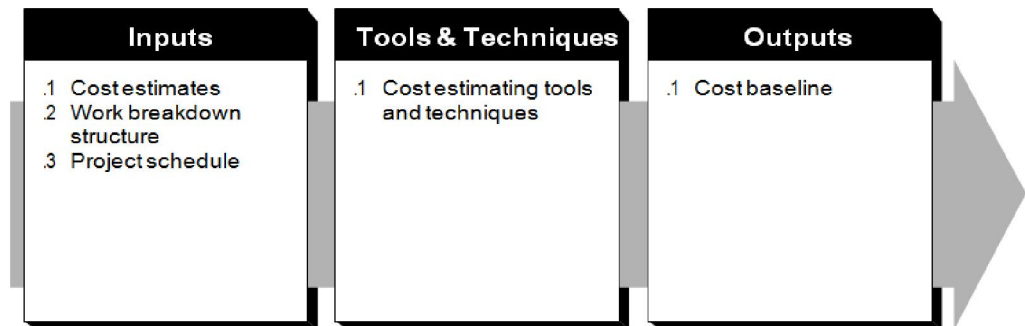 Inputs
.1 Cost estimates
.2 Work breakdown
structure
.3 Project schedule
Tools & Techniques
.1 Cost estimating tools
and techniques
Outputs
.1 Cost baseline